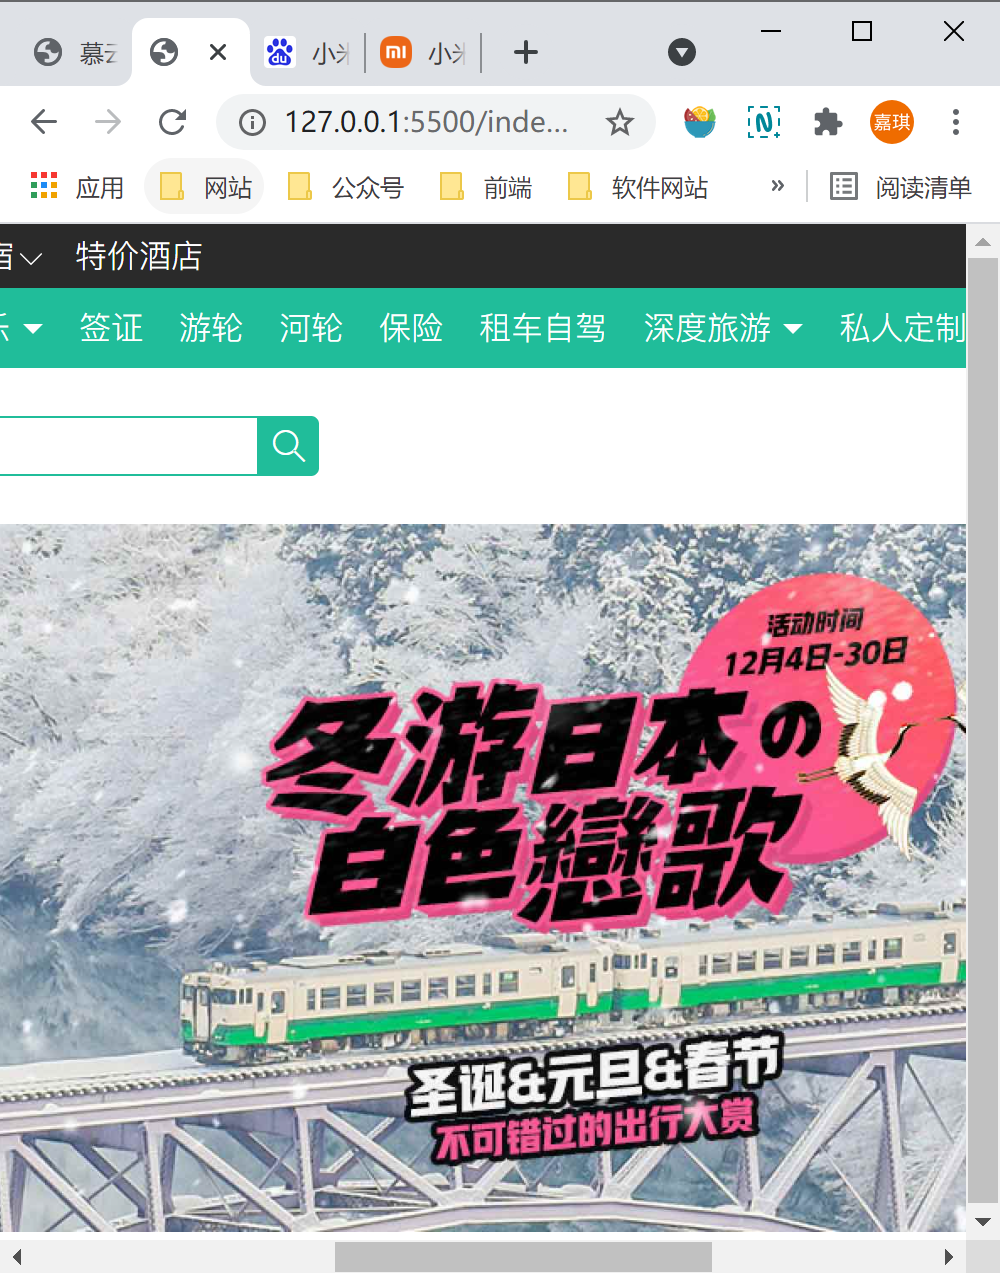 慕云
小米
mi
小米
127.0.0.1:5500/inde...
嘉琪
应用
网站
公众号
前端
软件网站
»
阅读清单
特价酒店
乐 签证 游轮 河轮 保险 租车自驾 深度旅游 私人定制
活动时间
12月4日-30日
冬游日本の
白色戀歌
圣诞&元旦&春节
不可错过的出行大赏